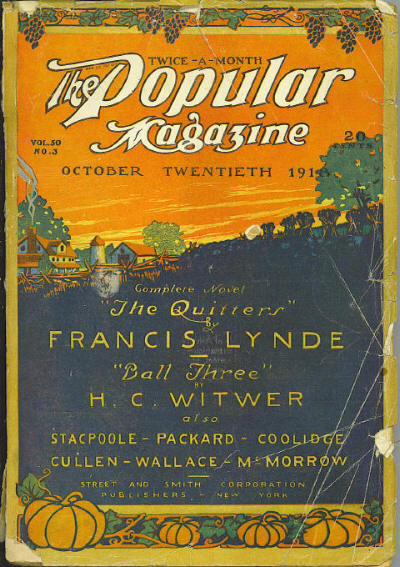 TWICE-A-MONTH
The Popular
Magazine
VOL. 50
NO. 3
20
CENTS
OCTOBER TWENTIETH 1918
Complete Novel
"The Quitters"
By
FRANCIS LYNDE
"Ball Three"
BY
H. C. WITWER
also
STACPOOLE - PACKARD - COOLIDGE
CULLEN - WALLACE - McMORROW
STREET AND SMITH CORPORATION
PUBLISHERS - NEW YORK